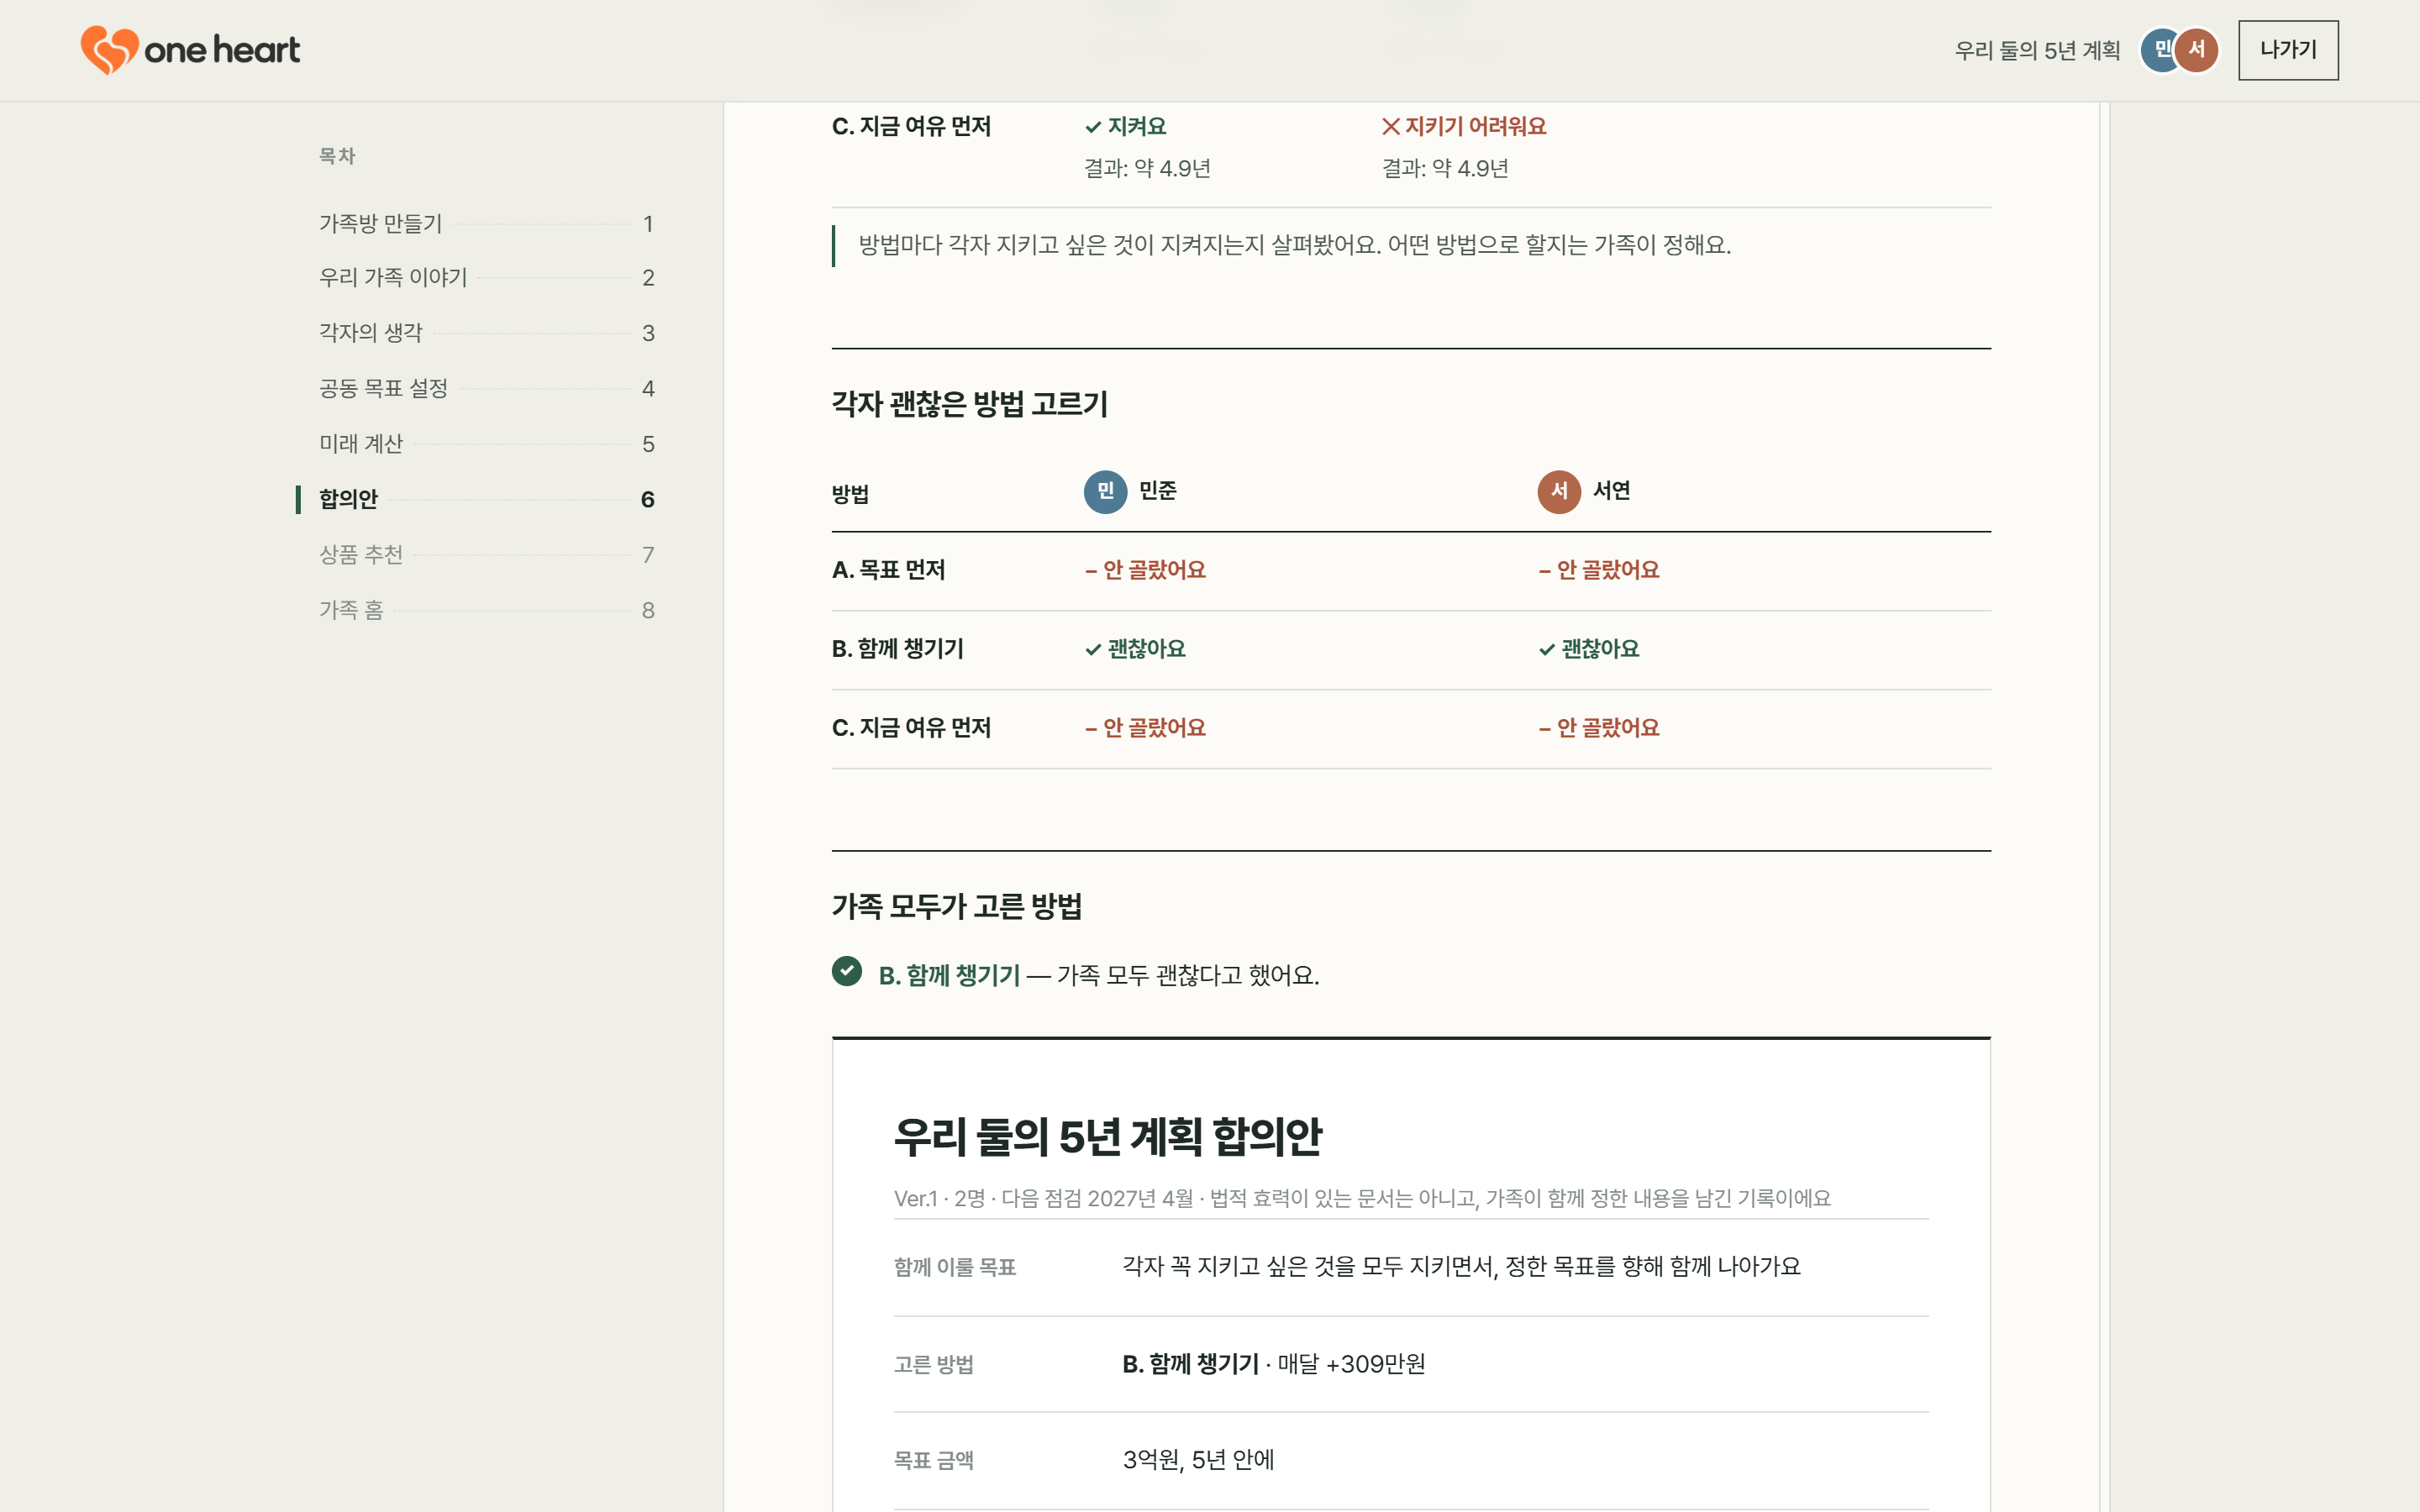 one heart
우리 둘의 5년 계획
민
서
나가기
목차
가족방 만들기 1
우리 가족 이야기 2
각자의 생각 3
공동 목표 설정 4
미래 계산 5
합의안 6
상품 추천 7
가족 홈 8
C. 지금 여유 먼저 ✓ 지켜요 ✕ 지키기 어려워요
결과: 약 4.9년 결과: 약 4.9년
방법마다 각자 지키고 싶은 것이 지켜지는지 살펴봤어요. 어떤 방법으로 할지는 가족이 정해요.
각자 괜찮은 방법 고르기
방법 민 민준 서 서연
A. 목표 먼저 – 안 골랐어요 – 안 골랐어요
B. 함께 챙기기 ✓ 괜찮아요 ✓ 괜찮아요
C. 지금 여유 먼저 – 안 골랐어요 – 안 골랐어요
가족 모두가 고른 방법
B. 함께 챙기기 — 가족 모두 괜찮다고 했어요.
우리 둘의 5년 계획 합의안
Ver.1 · 2명 · 다음 점검 2027년 4월 · 법적 효력이 있는 문서는 아니고, 가족이 함께 정한 내용을 남긴 기록이에요
함께 이룰 목표 각자 꼭 지키고 싶은 것을 모두 지키면서, 정한 목표를 향해 함께 나아가요
고른 방법 B. 함께 챙기기 · 매달 +309만원
목표 금액 3억원, 5년 안에